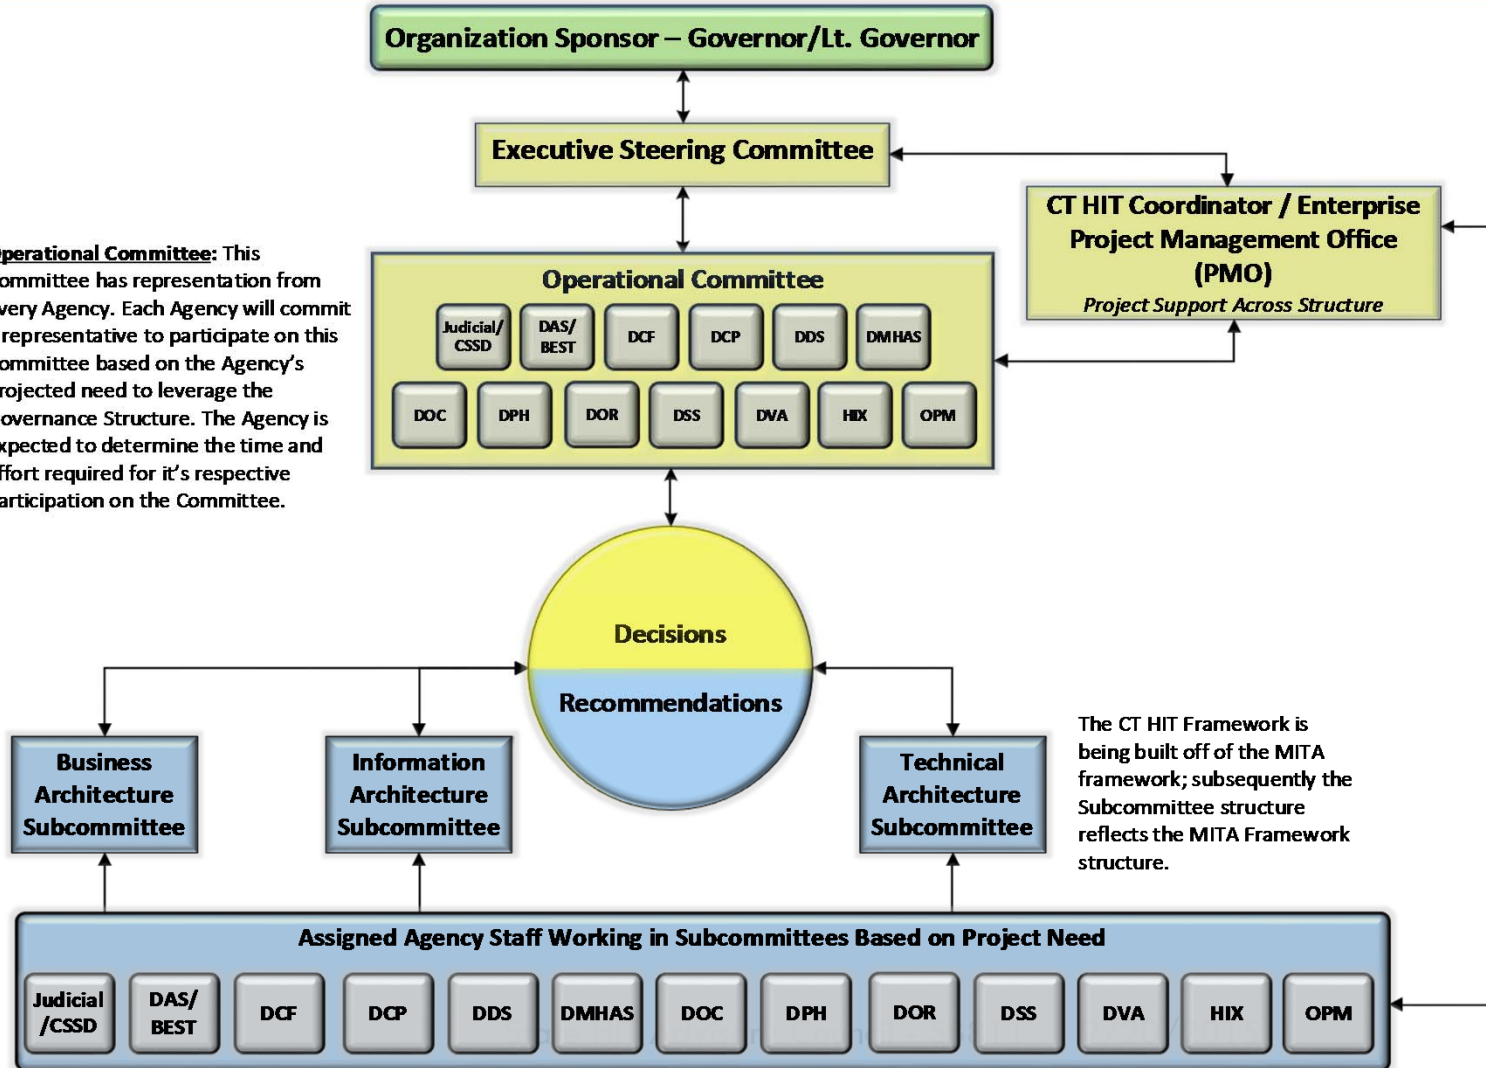 Organization Sponsor – Governor/Lt. Governor
Executive Steering Committee
CT HIT Coordinator / Enterprise
Project Management Office
(PMO)
Project Support Across Structure
perational Committee: This
ommittee has representation from
very Agency. Each Agency will commit
representative to participate on this
ommittee based on the Agency's
rojected need to leverage the
overnance Structure. The Agency is
xpected to determine the time and
ffort required for it's respective
articipation on the Committee.
Operational Committee
Judicial/
CSSD
DAS/
BEST
DCF
DCP
DDS
DMHAS
DOC
DPH
DOR
DSS
DVA
HIX
OPM
Decisions
Recommendations
Business
Architecture
Subcommittee
Information
Architecture
Subcommittee
Technical
Architecture
Subcommittee
The CT HIT Framework is
being built off of the MITA
framework; subsequently the
Subcommittee structure
reflects the MITA Framework
structure.
Assigned Agency Staff Working in Subcommittees Based on Project Need
Judicial
/CSSD
DAS/
BEST
DCF
DCP
DDS
DMHAS
DOC
DPH
DOR
DSS
DVA
HIX
OPM